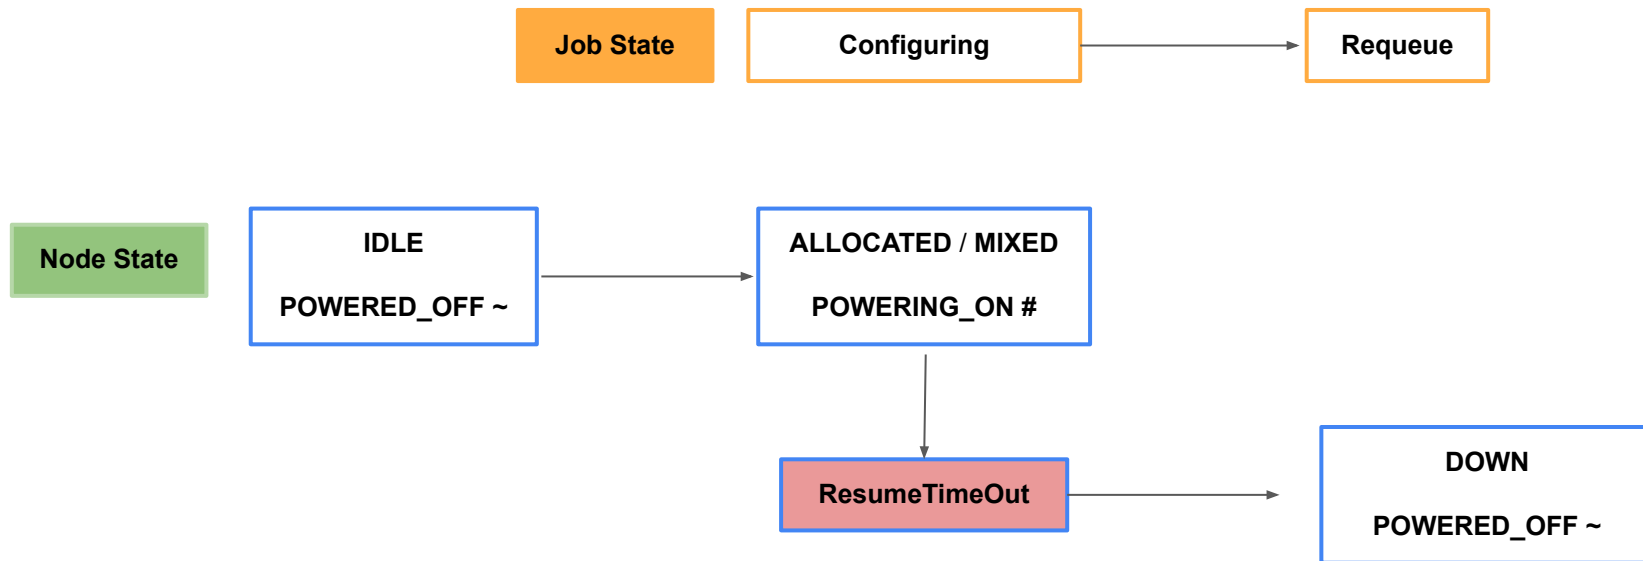 Job State
Configuring
Requeue
Node State
IDLE
POWERED_OFF ~
ALLOCATED / MIXED
POWERING_ON #
ResumeTimeOut
DOWN
POWERED_OFF ~